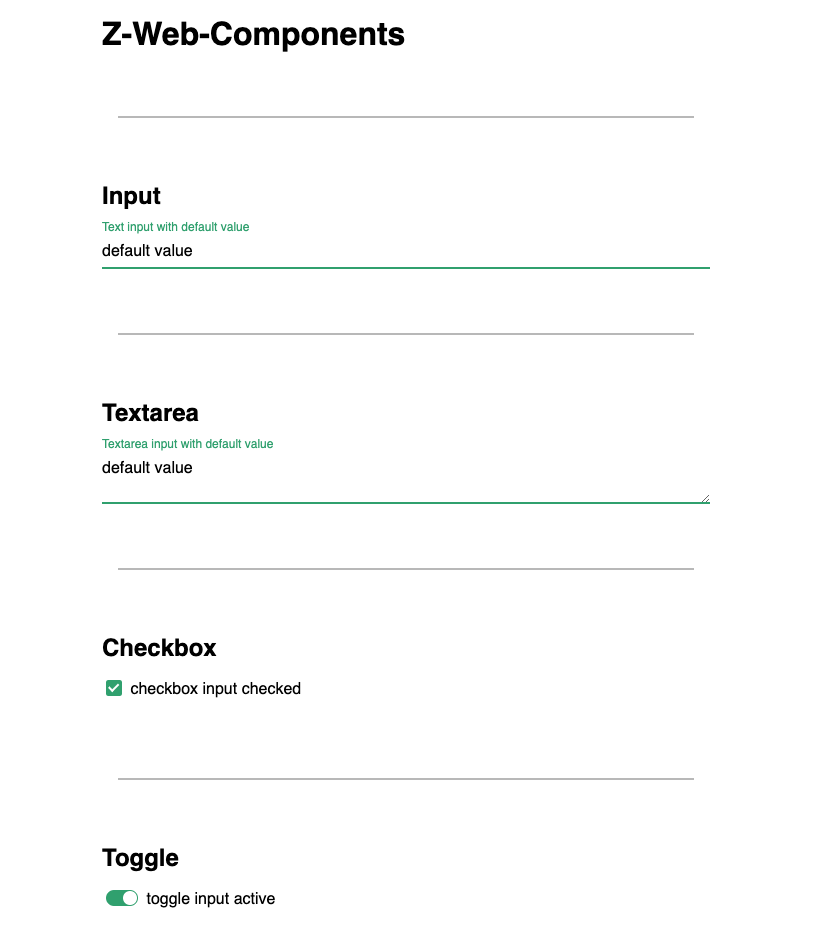 Z-Web-Components
Input
Text input with default value
default value
Textarea
Textarea input with default value
default value
Checkbox
checkbox input checked
Toggle
toggle input active